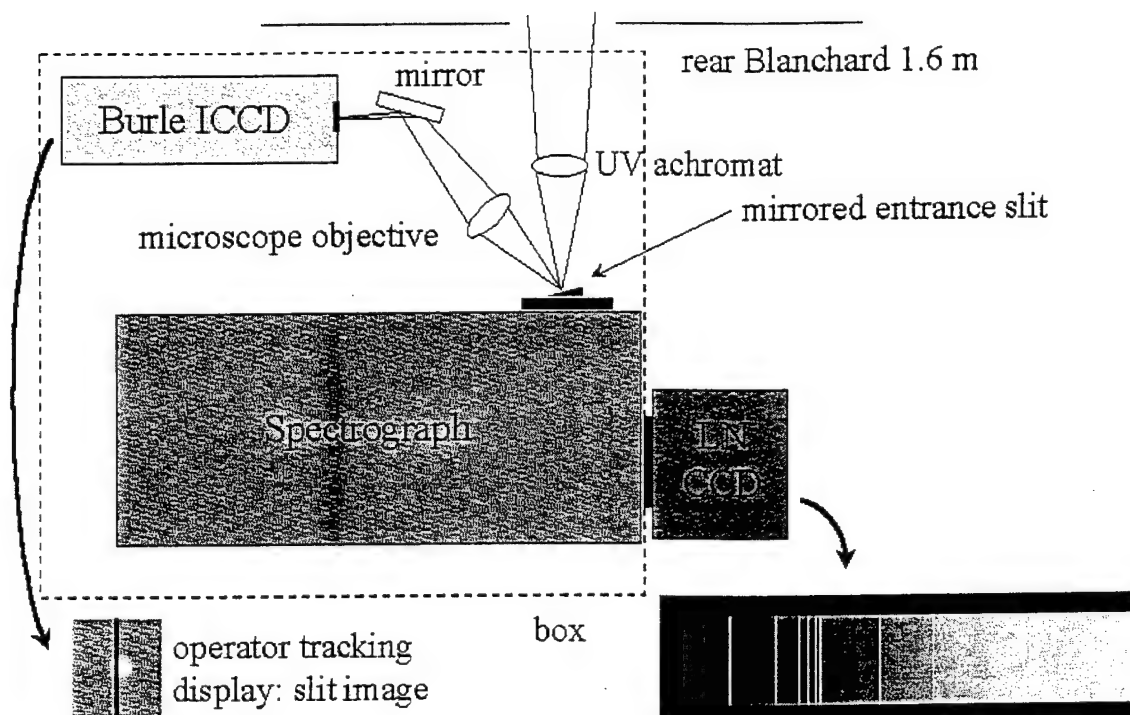 rear Blanchard 1.6 m
mirror
Burle ICCD
UV achromat
mirrored entrance slit
microscope objective
Spectrograph
LN
CCD
box
operator tracking
display: slit image